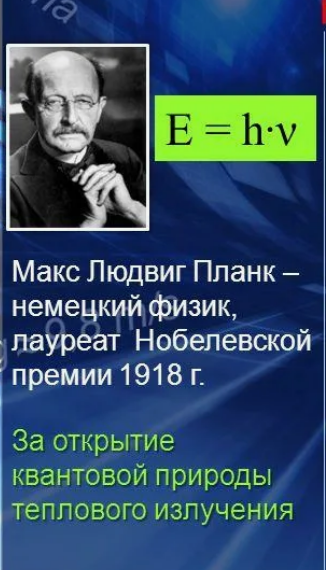 E = h·ν
Макс Людвиг Планк –
немецкий физик,
лауреат Нобелевской
премии 1918 г.
За открытие
квантовой природы
теплового излучения